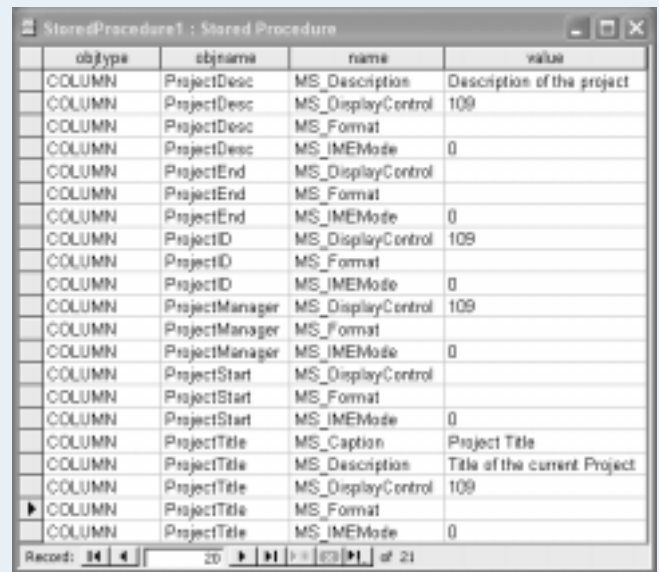 StoredProcedure1 : Stored Procedure
objtype objname name value
COLUMN ProjectDesc MS_Description Description of the project
COLUMN ProjectDesc MS_DisplayControl 109
COLUMN ProjectDesc MS_Format
COLUMN ProjectDesc MS_IMEMode 0
COLUMN ProjectEnd MS_DisplayControl
COLUMN ProjectEnd MS_Format
COLUMN ProjectEnd MS_IMEMode 0
COLUMN ProjectID MS_DisplayControl 109
COLUMN ProjectID MS_Format
COLUMN ProjectID MS_IMEMode 0
COLUMN ProjectManager MS_DisplayControl 109
COLUMN ProjectManager MS_Format
COLUMN ProjectManager MS_IMEMode 0
COLUMN ProjectStart MS_DisplayControl
COLUMN ProjectStart MS_Format
COLUMN ProjectStart MS_IMEMode 0
COLUMN ProjectTitle MS_Caption Project Title
COLUMN ProjectTitle MS_Description Title of the current Project
COLUMN ProjectTitle MS_DisplayControl 109
COLUMN ProjectTitle MS_Format
COLUMN ProjectTitle MS_IMEMode 0
Record: 20 of 21